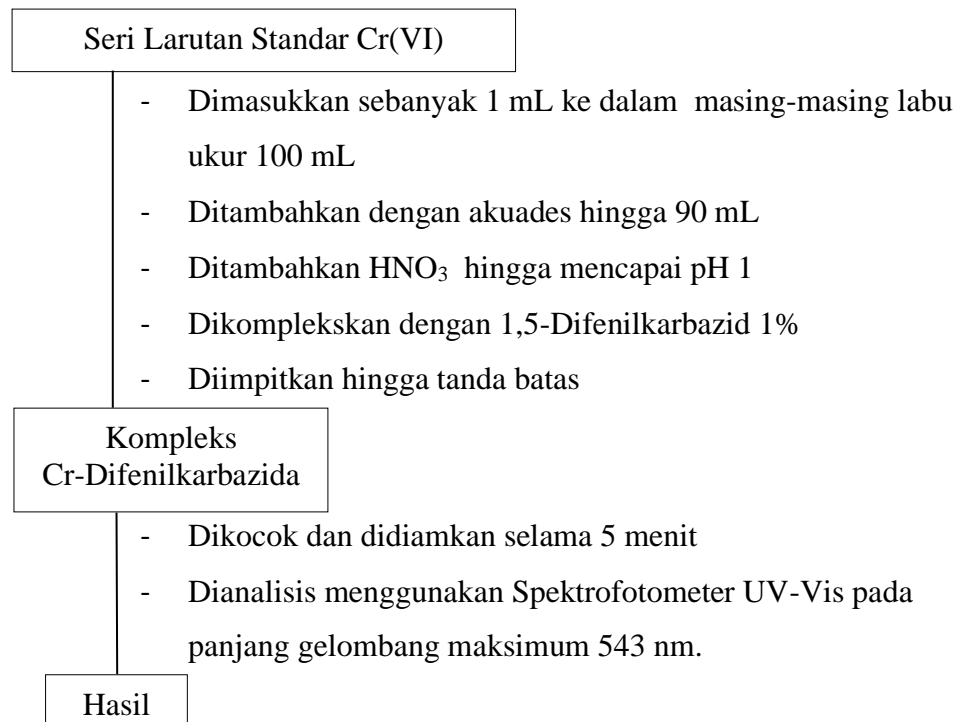 Seri Larutan Standar Cr(VI)
- Dimasukkan sebanyak 1 mL ke dalam masing-masing labu
ukur 100 mL
- Ditambahkan dengan akuades hingga 90 mL
- Ditambahkan HNO₃ hingga mencapai pH 1
- Dikomplekskan dengan 1,5-Difenilkarbazid 1%
- Diimpitkan hingga tanda batas
Kompleks
Cr-Difenilkarbazida
- Dikocok dan didiamkan selama 5 menit
- Dianalisis menggunakan Spektrofotometer UV-Vis pada
panjang gelombang maksimum 543 nm.
Hasil